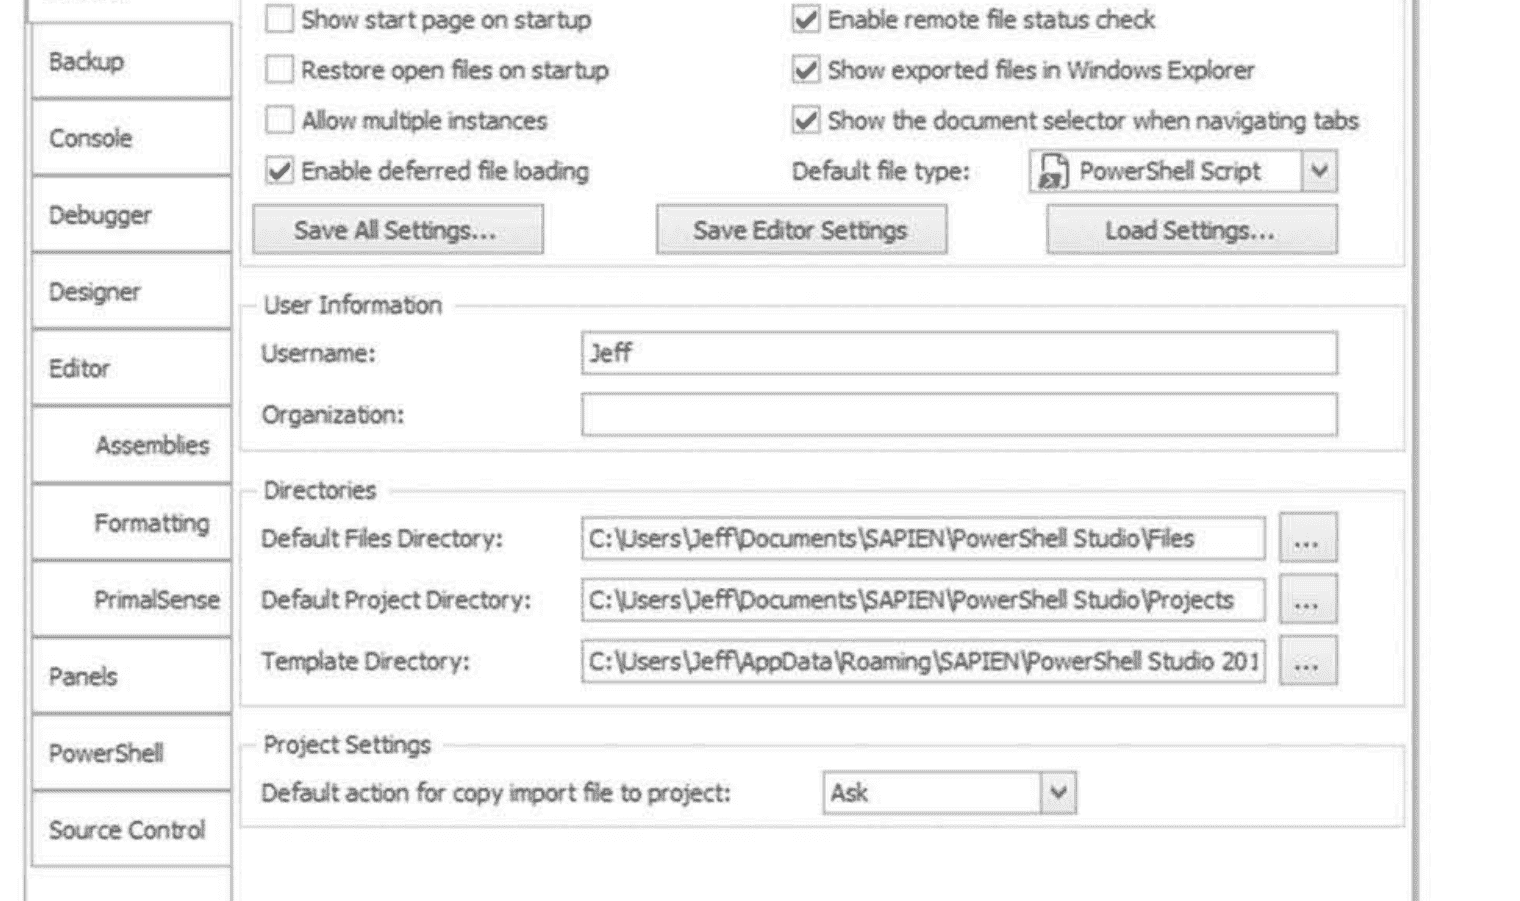 Show start page on startup
Enable remote file status check
Backup
Restore open files on startup
Show exported files in Windows Explorer
Console
Allow multiple instances
Show the document selector when navigating tabs
Enable deferred file loading
Default file type:
PowerShell Script
Debugger
Save All Settings...
Save Editor Settings
Load Settings...
Designer
User Information
Username:
Jeff
Editor
Organization:
Assemblies
Directories
Formatting
Default Files Directory:
C:\Users\Jeff\Documents\SAPIEN\PowerShell Studio\Files
...
PrimalSense
Default Project Directory:
C:\Users\Jeff\Documents\SAPIEN\PowerShell Studio\Projects
...
Panels
Template Directory:
C:\Users\Jeff\AppData\Roaming\SAPIEN\PowerShell Studio 201
...
PowerShell
Project Settings
Default action for copy import file to project:
Ask
Source Control